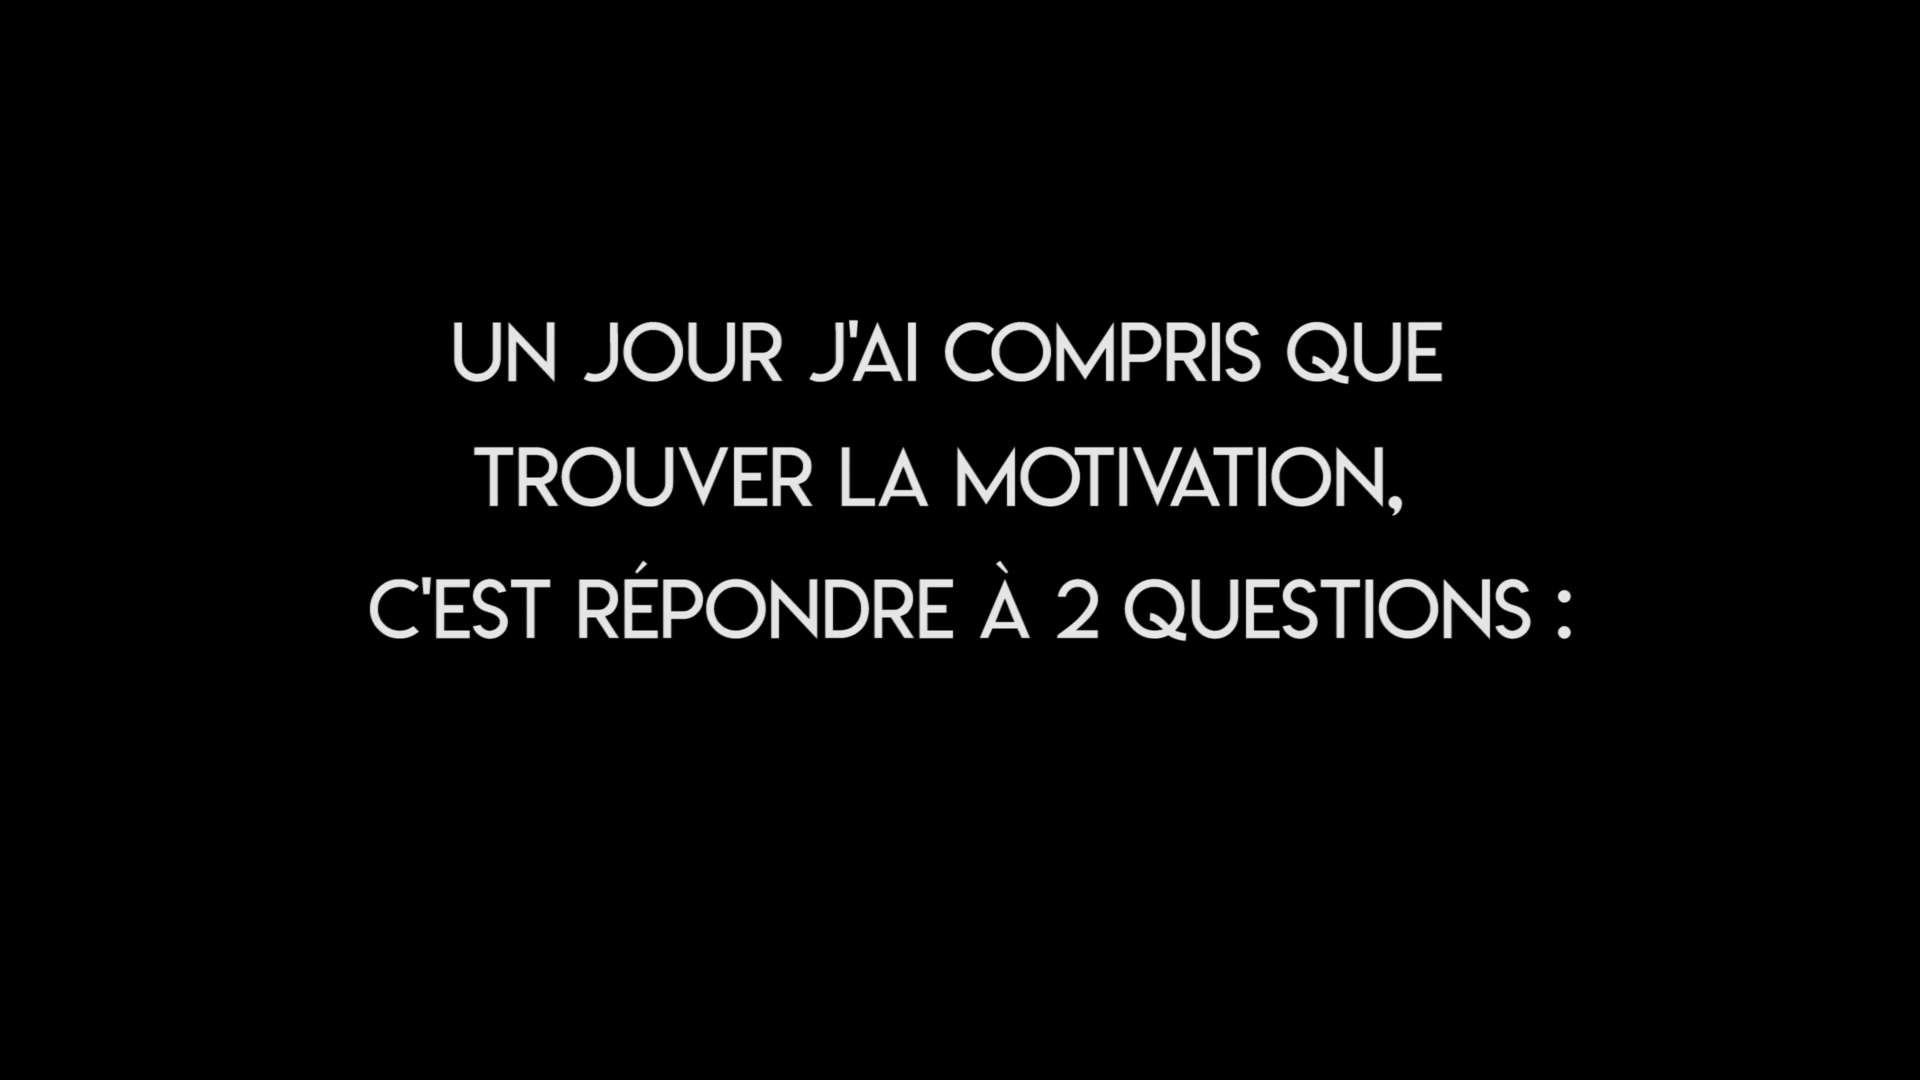 UN JOUR J'AI COMPRIS QUE
TROUVER LA MOTIVATION,
C'EST RÉPONDRE À 2 QUESTIONS :